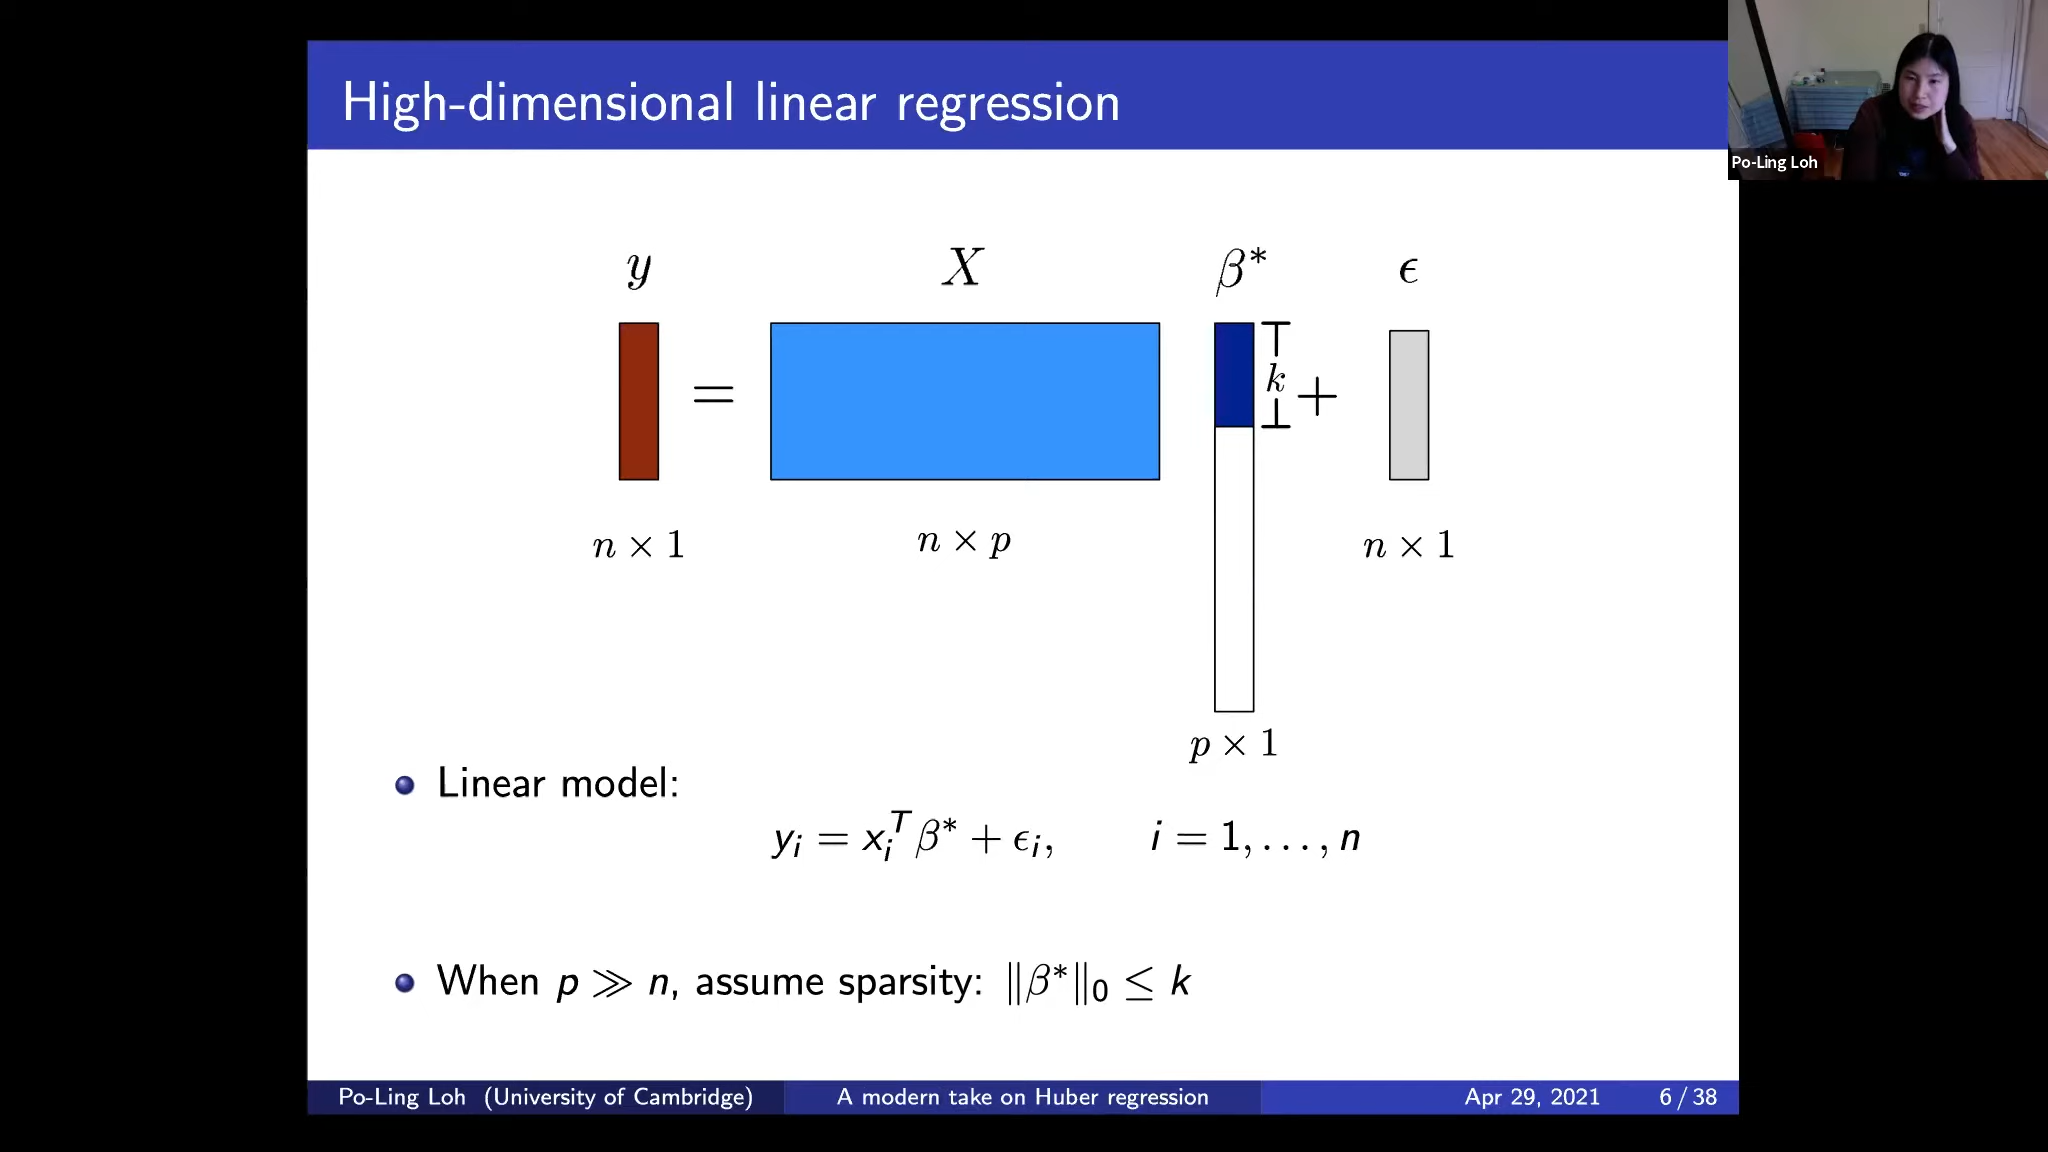 High-dimensional linear regression
Po-Ling Loh
y X β* ϵ
= k +
n × 1 n × p n × 1
p × 1
Linear model:
y_i = x_i^T β* + ϵ_i, i = 1, . . . , n
When p ≫ n, assume sparsity: ‖β*‖₀ ≤ k
Po-Ling Loh (University of Cambridge) A modern take on Huber regression Apr 29, 2021 6 / 38